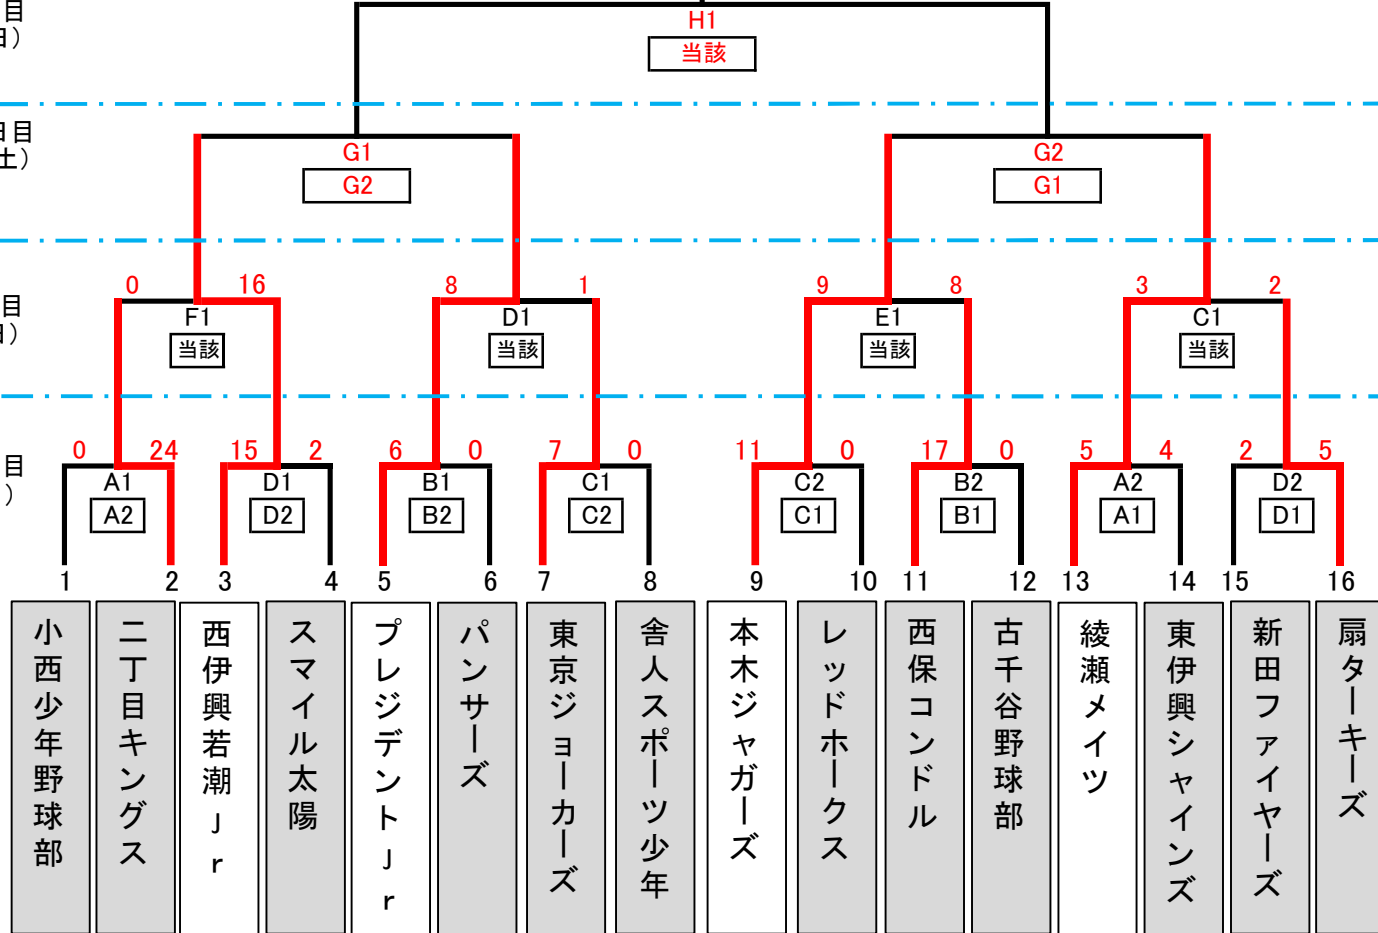 目
H1
日）
当該
日目
土）
G1
G2
G2
G1
0 16 8 1 9 8 3 2
目
F1 D1 E1 C1
日）
当該 当該 当該 当該
0 24 15 2 6 0 7 0 11 0 17 0 5 4 2 5
目
A1 D1 B1 C1 C2 B2 A2 D2
）
A2 D2 B2 C2 C1 B1 A1 D1
1 2 3 4 5 6 7 8 9 10 11 12 13 14 15 16
小西少年野球部
二丁目キングス
西伊興若潮Jr
スマイル太陽
プレジデントJr
パンサーズ
東京ジョーカーズ
舎人スポーツ少年
本木ジャガーズ
レッドホークス
西保コンドル
古千谷野球部
綾瀬メイツ
東伊興シャインズ
新田ファイヤーズ
扇ターキーズ